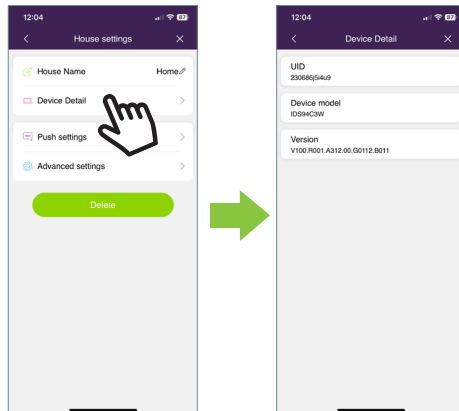 12:04
87
House settings
House Name
Home
Device Detail
Push settings
Advanced settings
Delete
12:04
87
Device Detail
UID
230686j5i4u9
Device model
IDS94C3W
Version
V100.R001.A312.00.G0112.B011